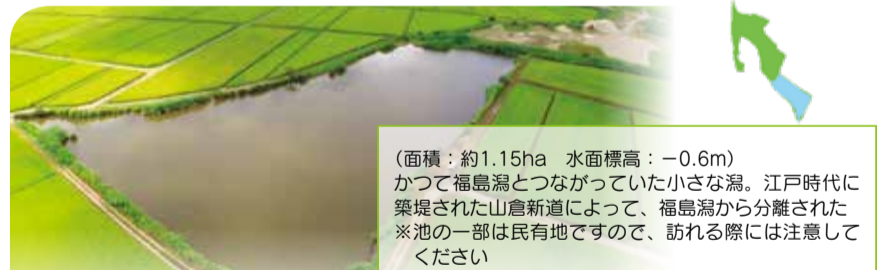 （面積：約1.15ha　水面標高：－0.6m）
かつて福島潟とつながっていた小さな潟。江戸時代に
築堤された山倉新道によって、福島潟から分離された
※池の一部は民有地ですので、訪れる際には注意して
ください